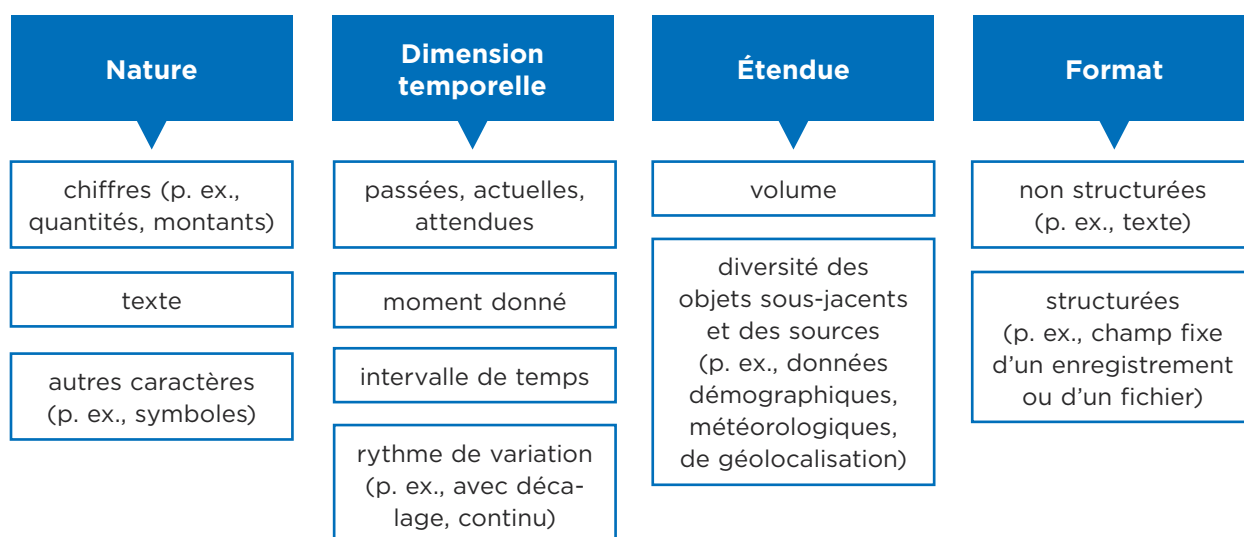 Nature
chiffres (p. ex.,
quantités, montants)
texte
autres caractères
(p. ex., symboles)
Dimension
temporelle
passées, actuelles,
attendues
moment donné
intervalle de temps
rythme de variation
(p. ex., avec déca-
lage, continu)
Étendue
volume
diversité des
objets sous-jacents
et des sources
(p. ex., données
démographiques,
météorologiques,
de géolocalisation)
Format
non structurées
(p. ex., texte)
structurées
(p. ex., champ fixe
d’un enregistrement
ou d’un fichier)